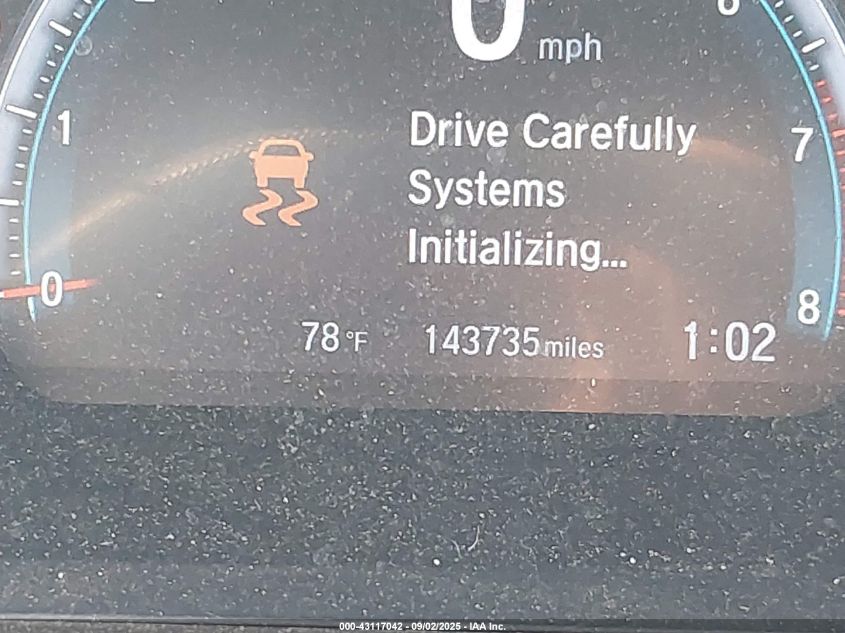 6
0 mph
1
Drive Carefully
7
Systems
Initializing...
0
8
78 °F 143735 miles 1:02
000-43117042 - 09/02/2025 - IAA Inc.